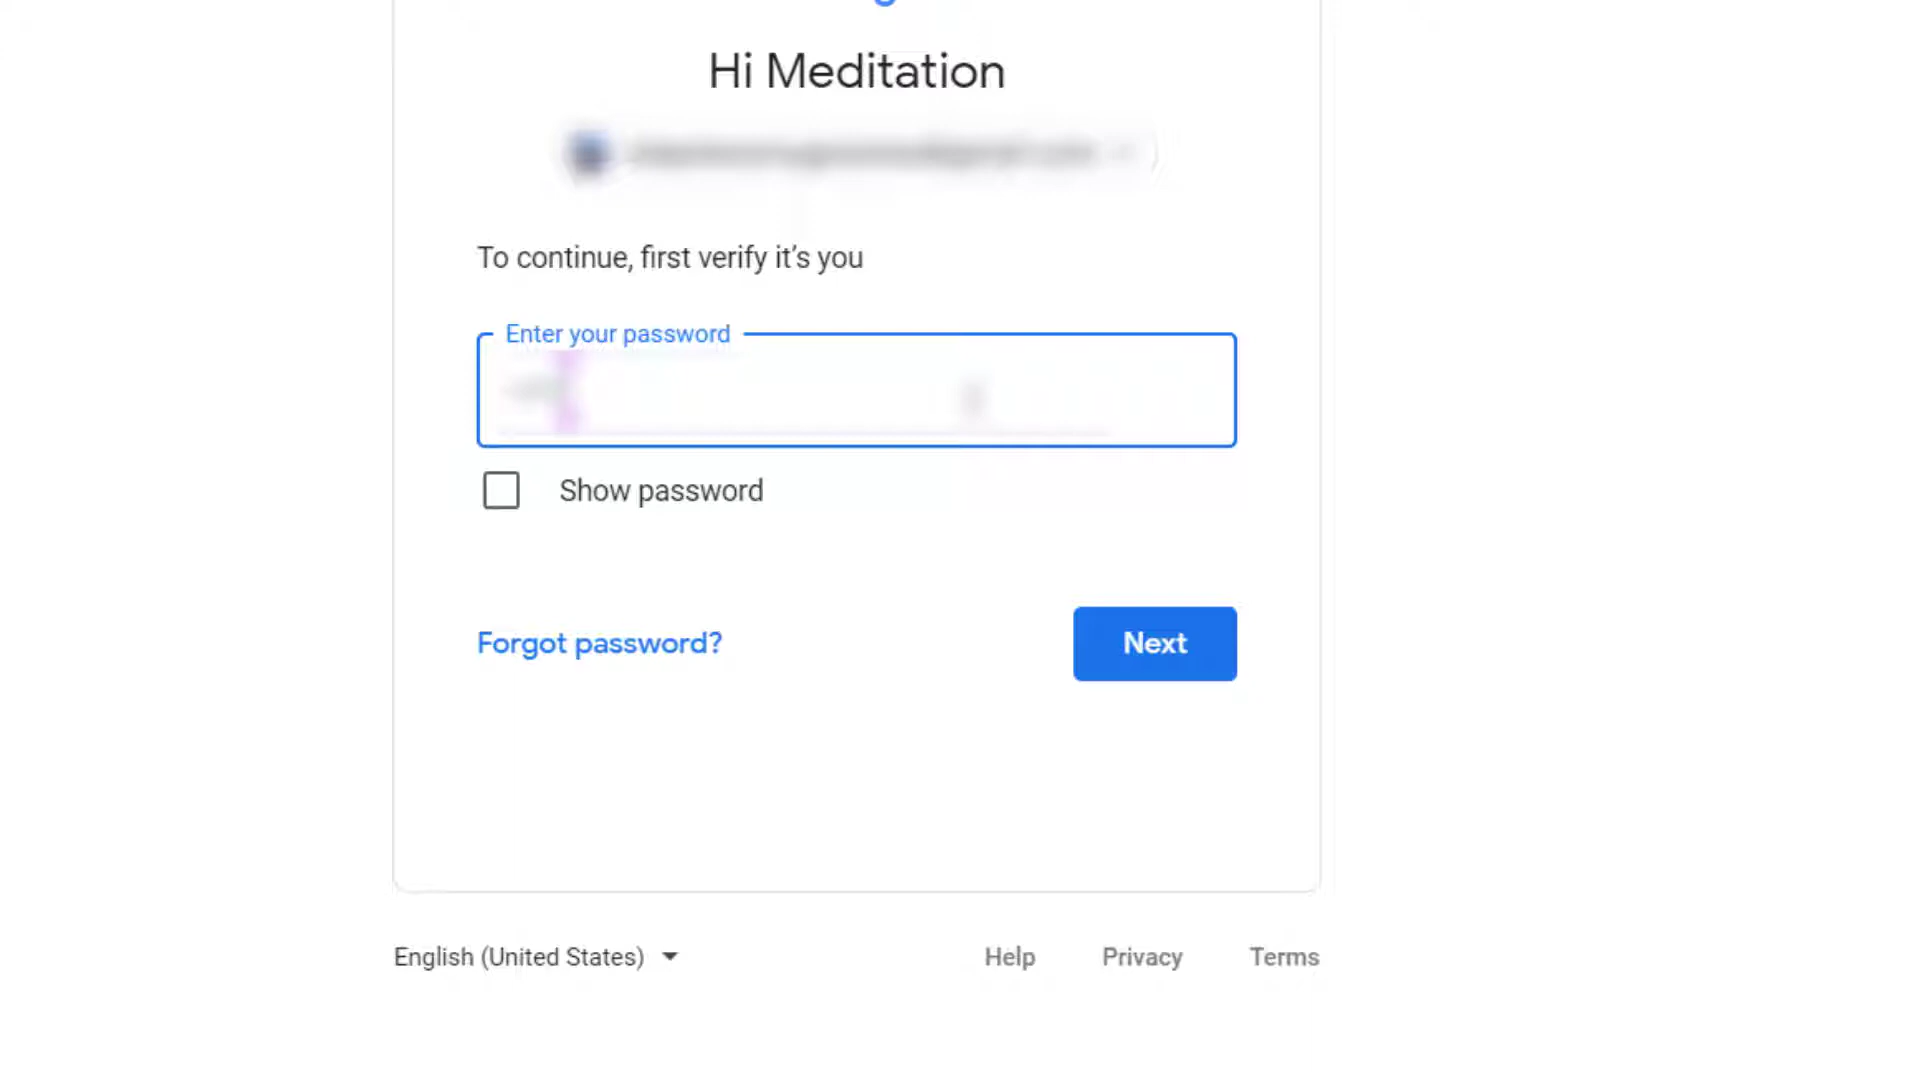 Hi Meditation
To continue, first verify it's you
Enter your password
Show password
Forgot password?
Next
English (United States)
Help Privacy Terms